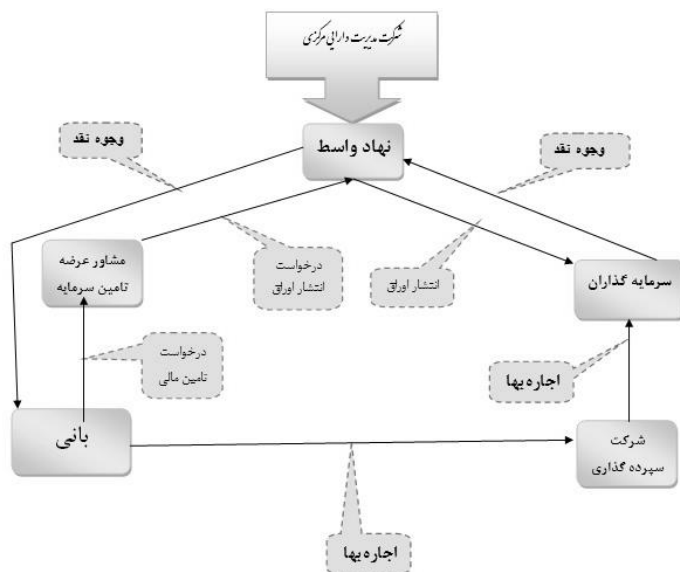 شرکت مدیریت دارایی مرکزی
نهاد واسط
وجوه نقد
وجوه نقد
مشاور عرضه
تامین سرمایه
درخواست
انتشار اوراق
انتشار اوراق
سرمایه گذاران
درخواست
تامین مالی
اجاره بها
بانی
شرکت
سپرده گذاری
اجاره بها